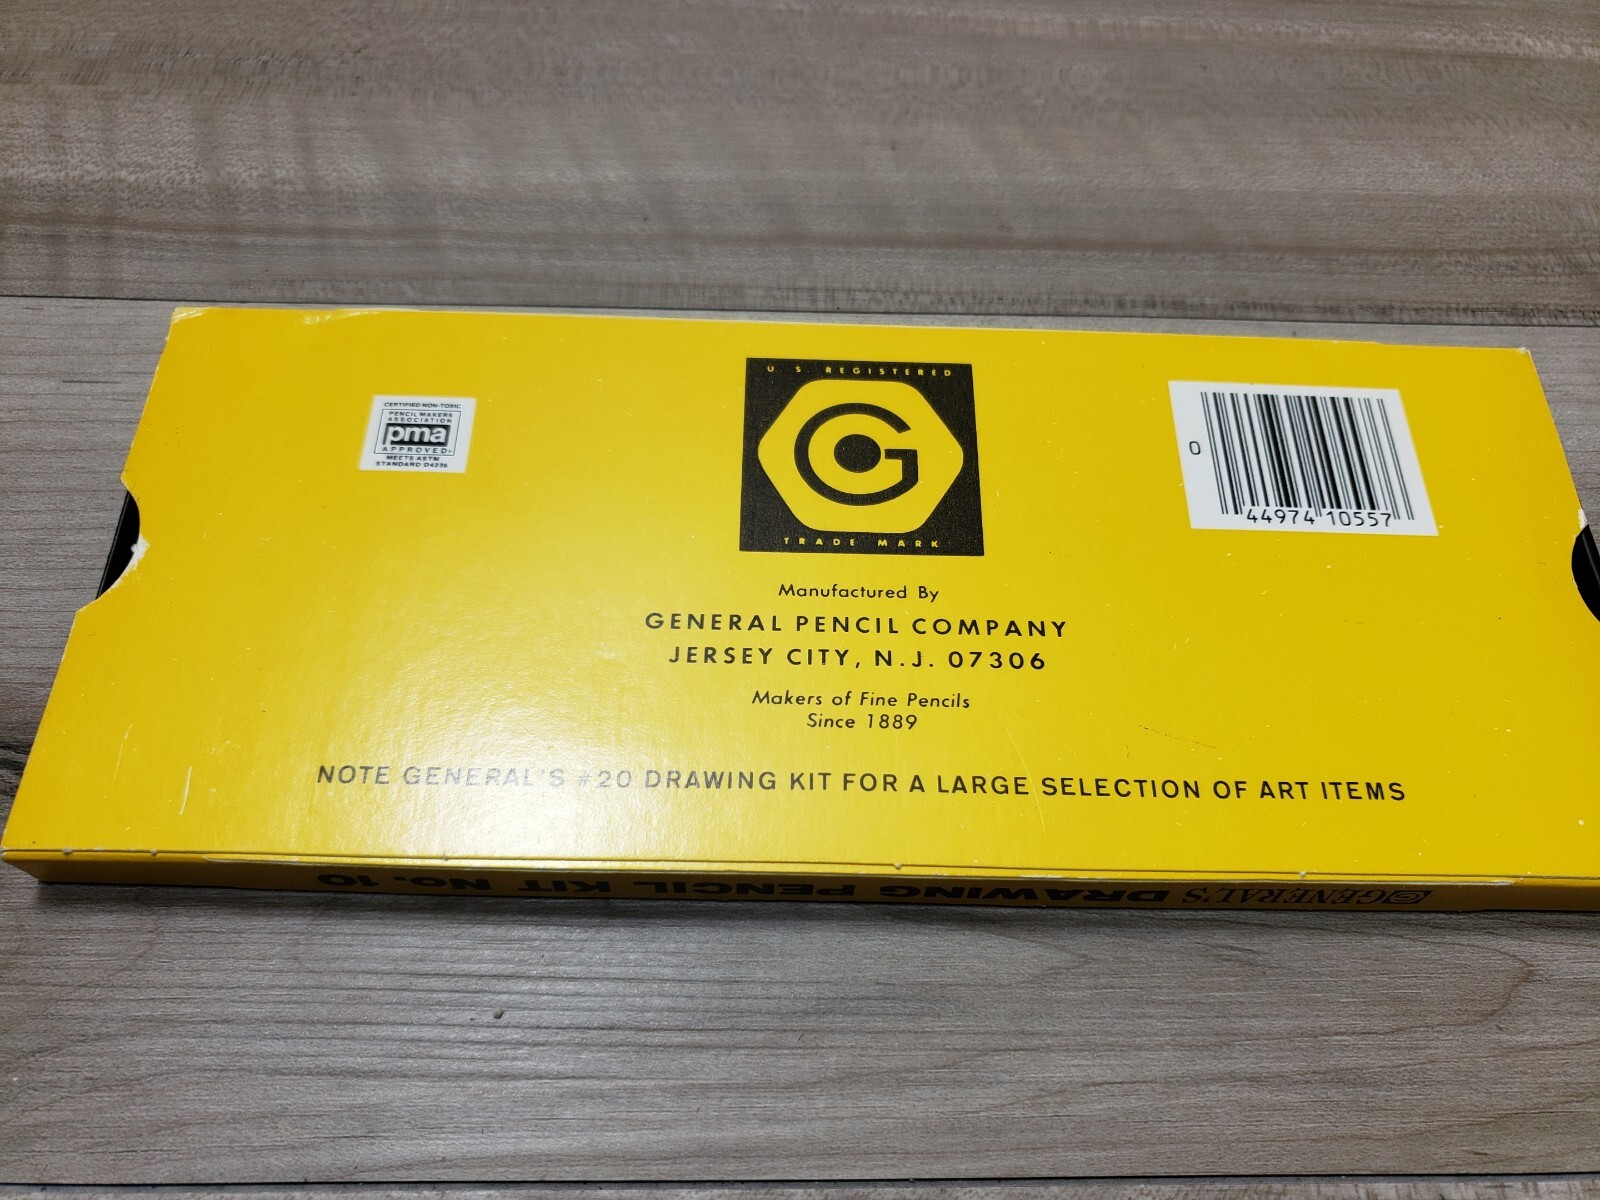 CERTIFIED NON-TOXIC
PENCIL MAKERS
ASSOCIATION
pma
APPROVED
MEETS ASTM
STANDARD D4236
U.S. REGISTERED
G
TRADE MARK
0
44974 10557
Manufactured By
GENERAL PENCIL COMPANY
JERSEY CITY, N.J. 07306
Makers of Fine Pencils
Since 1889
NOTE GENERAL'S #20 DRAWING KIT FOR A LARGE SELECTION OF ART ITEMS
G GENERAL'S DRAWING PENCIL KIT NO. 10